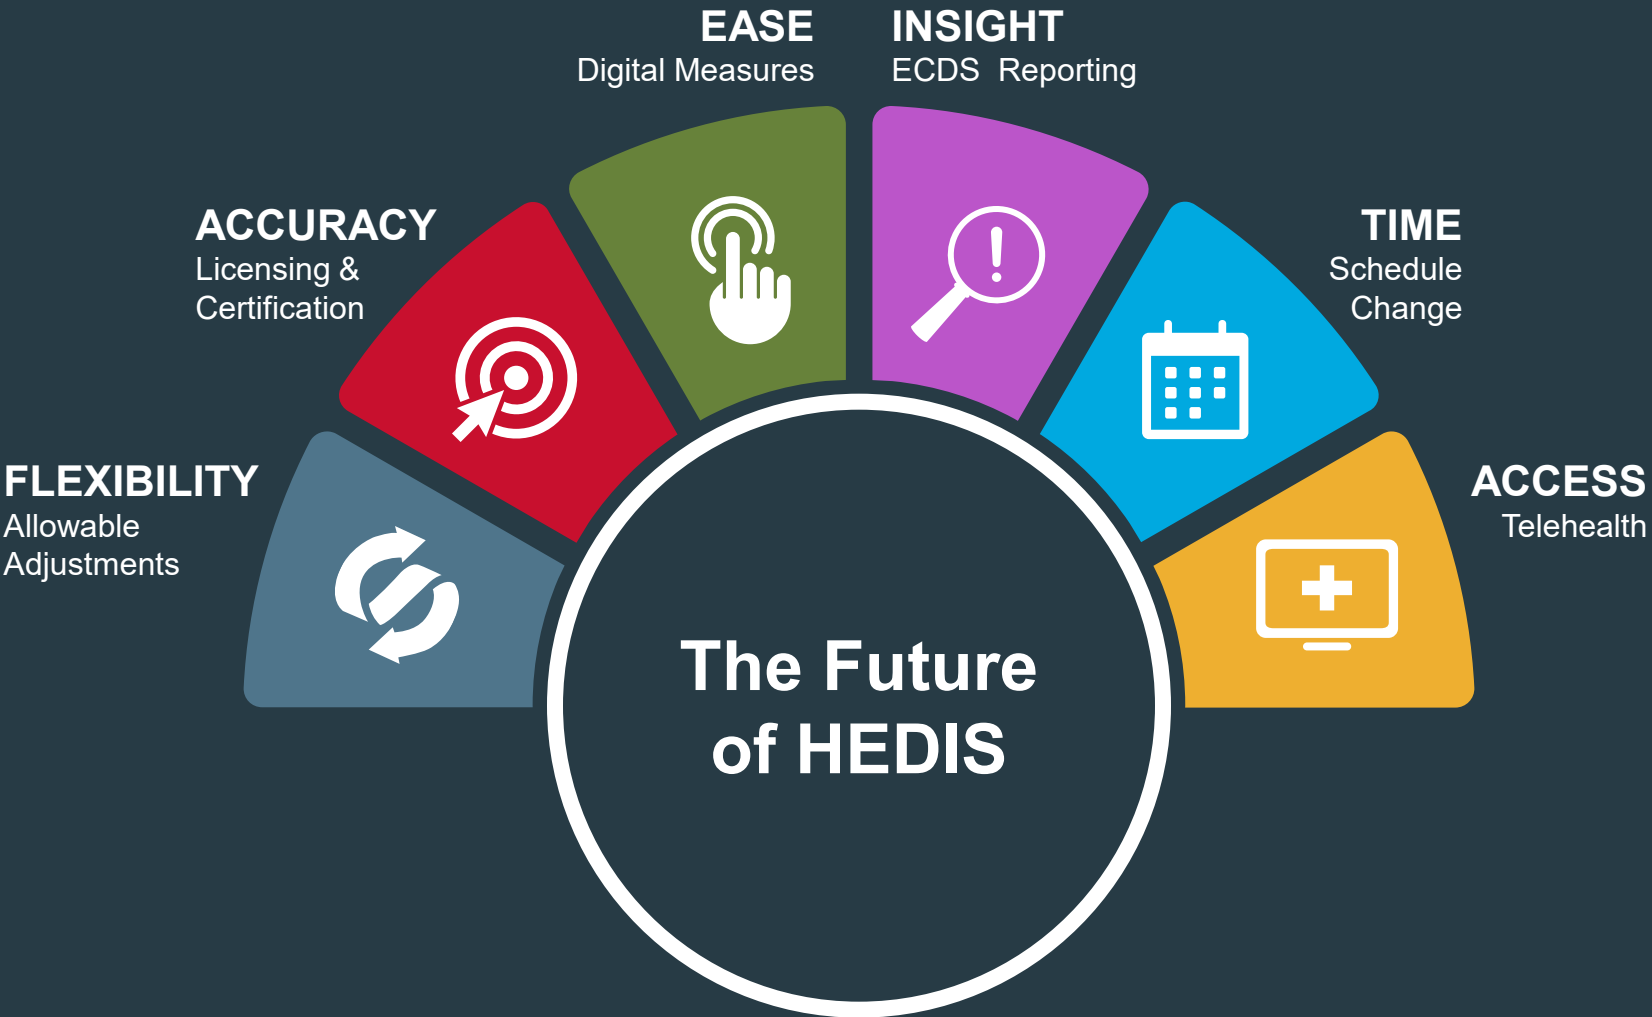 EASE
Digital Measures
INSIGHT
ECDS  Reporting
ACCURACY
Licensing &
Certification
TIME
Schedule
Change
FLEXIBILITY
Allowable
Adjustments
ACCESS
Telehealth
The Future
of HEDIS